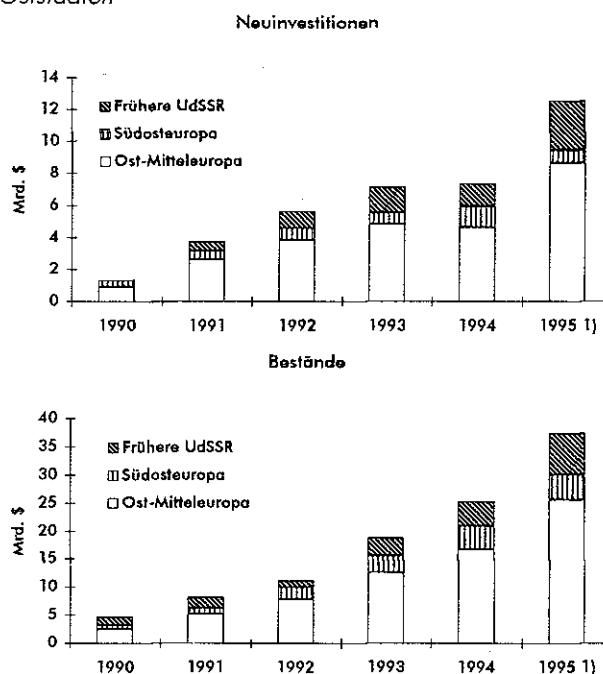 Oststaaten
Neuinvestitionen
14
12
10
8
6
4
2
0
Mrd. $
Frühere UdSSR
Südosteuropa
Ost-Mitteleuropa
1990 1991 1992 1993 1994 1995 1)
Bestände
40
35
30
25
20
15
10
5
0
Mrd. $
Frühere UdSSR
Südosteuropa
Ost-Mitteleuropa
1990 1991 1992 1993 1994 1995 1)